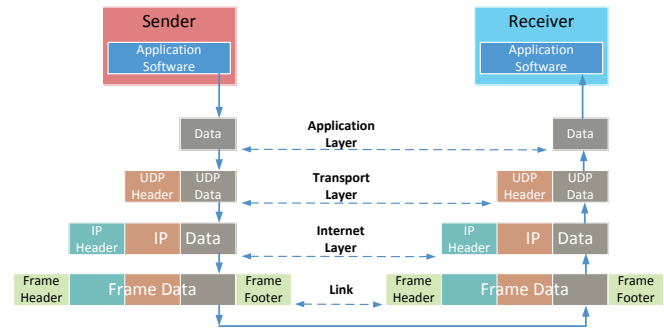 Sender
Receiver
Application
Software
Application
Software
Data
Application
Layer
Data
UDP
Header
UDP
Data
Transport
Layer
UDP
Header
UDP
Data
IP
Header
IP Data
Internet
Layer
IP
Header
IP Data
Frame
Header
Frame Data
Frame
Footer
Link
Frame
Header
Frame Data
Frame
Footer